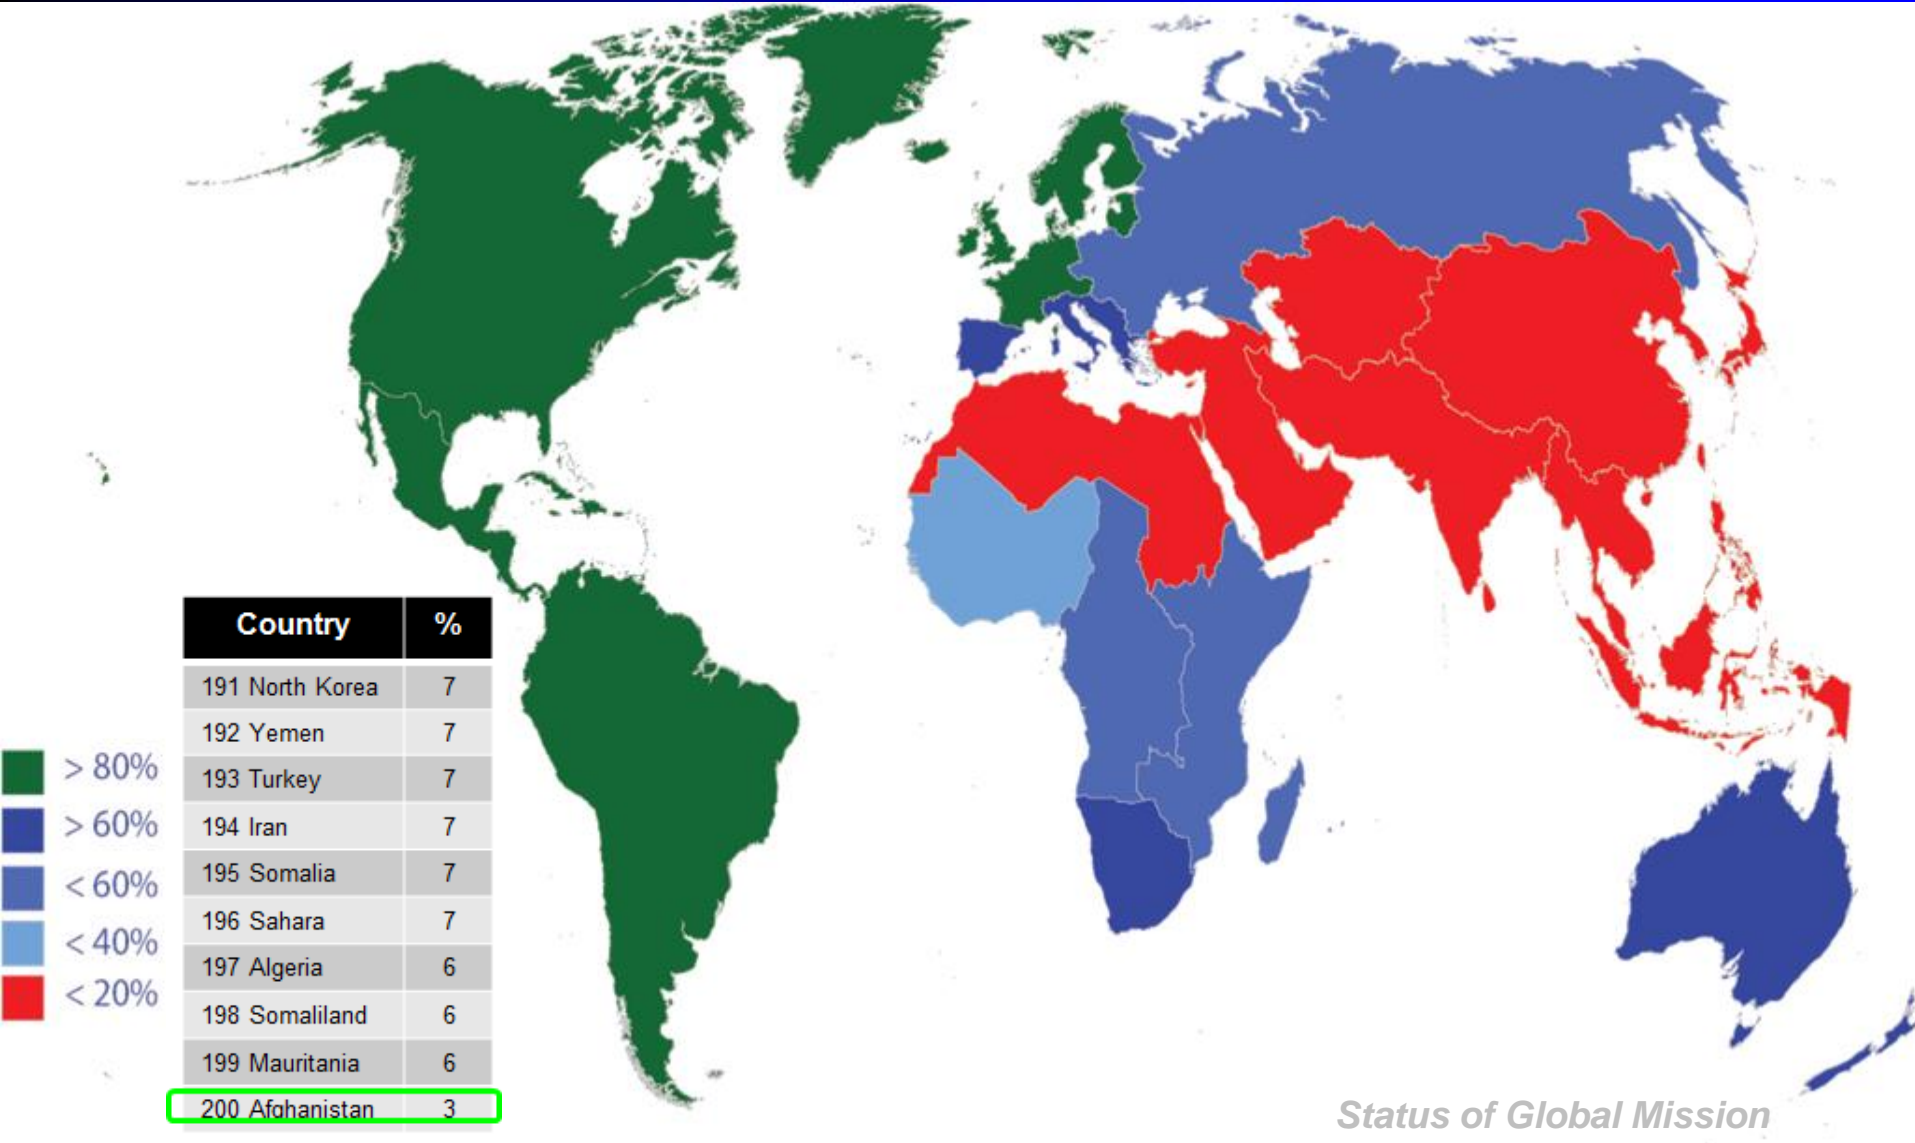 Country %
191 North Korea 7
192 Yemen 7
193 Turkey 7
194 Iran 7
195 Somalia 7
196 Sahara 7
197 Algeria 6
198 Somaliland 6
199 Mauritania 6
200 Afghanistan 3
> 80%
> 60%
< 60%
< 40%
< 20%
Status of Global Mission